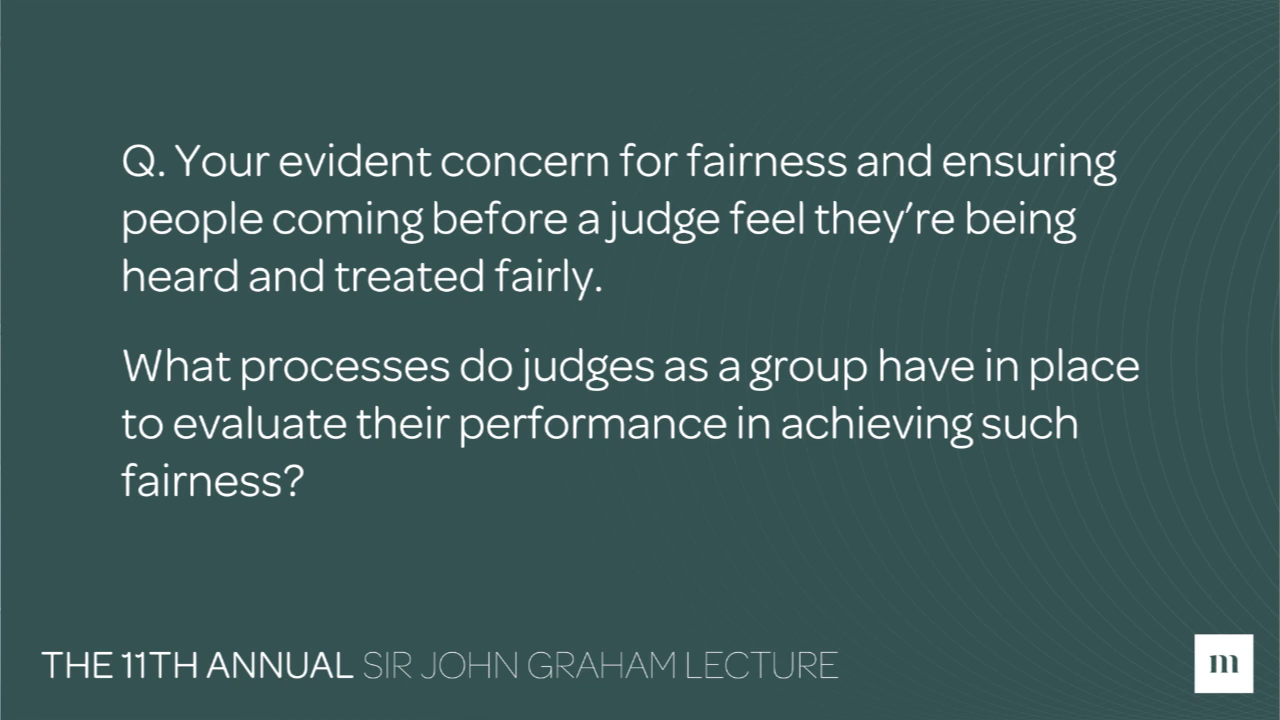 Q. Your evident concern for fairness and ensuring
people coming before a judge feel they’re being
heard and treated fairly.
What processes do judges as a group have in place
to evaluate their performance in achieving such
fairness?
THE 11TH ANNUAL SIR JOHN GRAHAM LECTURE
m